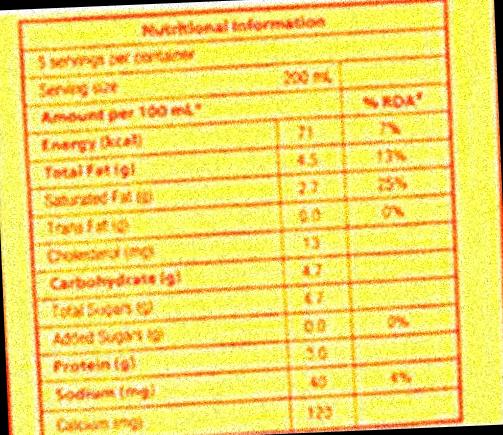 Nutritional Information
5 servings per container
Serving size 200 mL
Amount per 100 mL* % RDA#
Energy (kcal) 71 7%
Total Fat (g) 4.5 13%
Saturated Fat (g) 2.7 25%
Trans Fat (g) 0.0 0%
Cholesterol (mg) 13
Carbohydrate (g) 4.7
Total Sugars (g) 4.7
Added Sugars (g) 0.0 0%
Protein (g) 3.0
Sodium (mg) 40 4%
Calcium (mg) 123